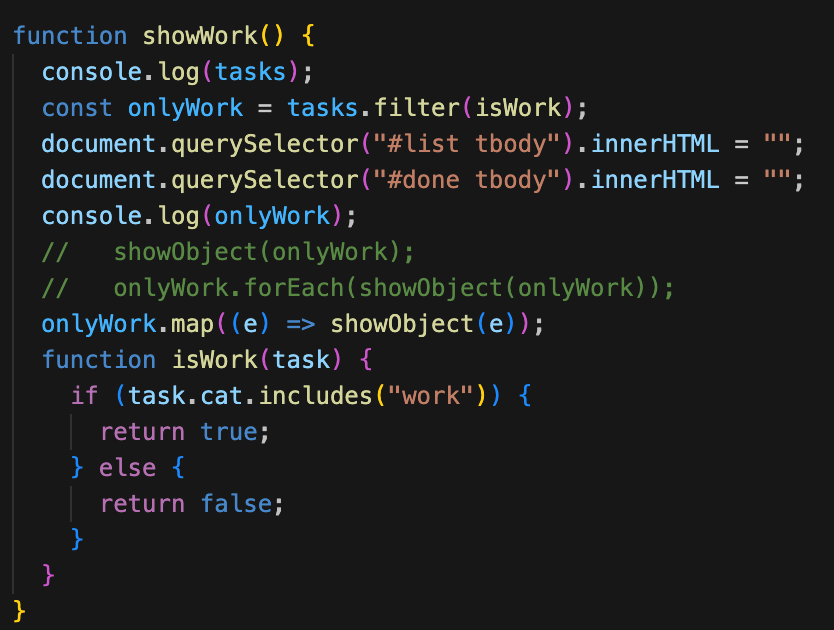 function showWork() {
  console.log(tasks);
  const onlyWork = tasks.filter(isWork);
  document.querySelector("#list tbody").innerHTML = "";
  document.querySelector("#done tbody").innerHTML = "";
  console.log(onlyWork);
  //   showObject(onlyWork);
  //   onlyWork.forEach(showObject(onlyWork));
  onlyWork.map((e) => showObject(e));
  function isWork(task) {
    if (task.cat.includes("work")) {
      return true;
    } else {
      return false;
    }
  }
}